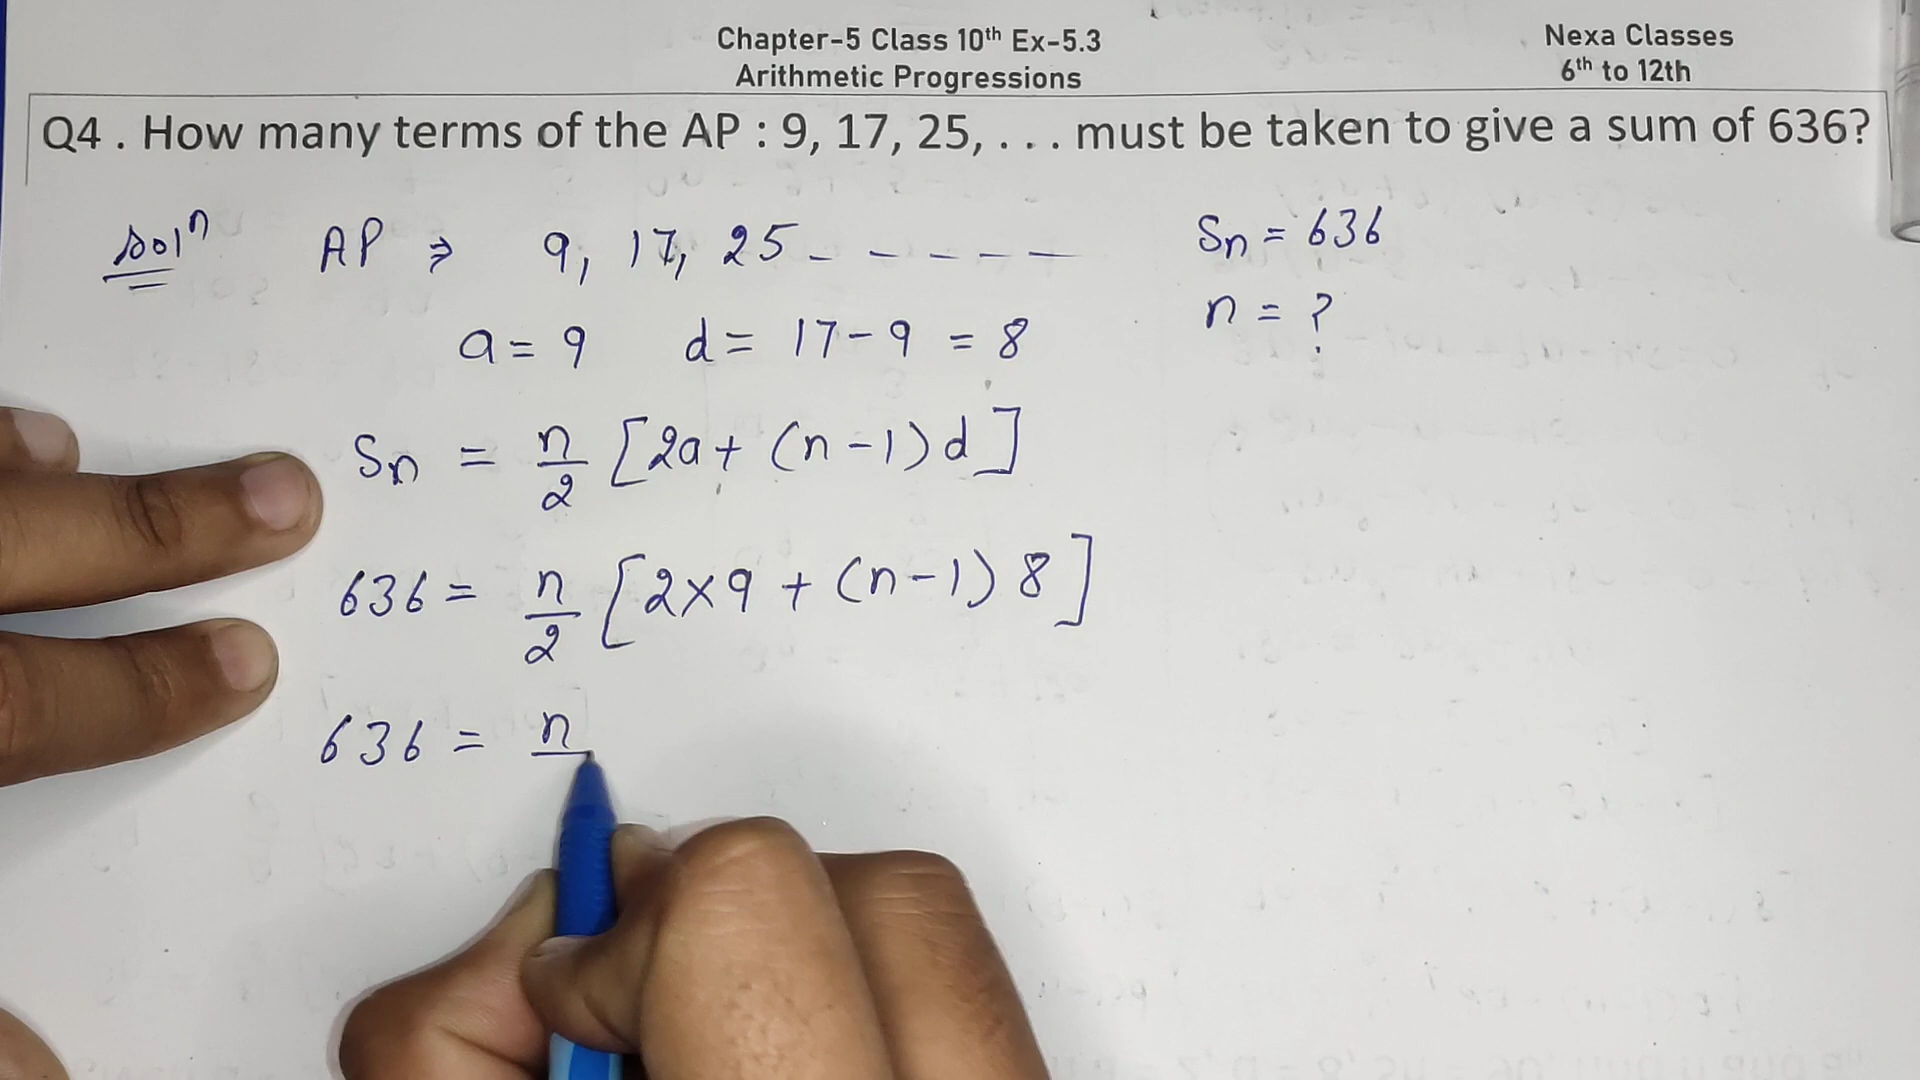 Chapter-5 Class 10th Ex-5.3
Arithmetic Progressions
Nexa Classes
6th to 12th
Q4 . How many terms of the AP : 9, 17, 25, . . . must be taken to give a sum of 636?
Solⁿ AP ⇒ 9, 17, 25 - - - - -
a = 9 d = 17 - 9 = 8
Sn = 636
n = ?
Sn = n/2 [2a + (n - 1) d]
636 = n/2 [2 × 9 + (n - 1) 8]
636 = n